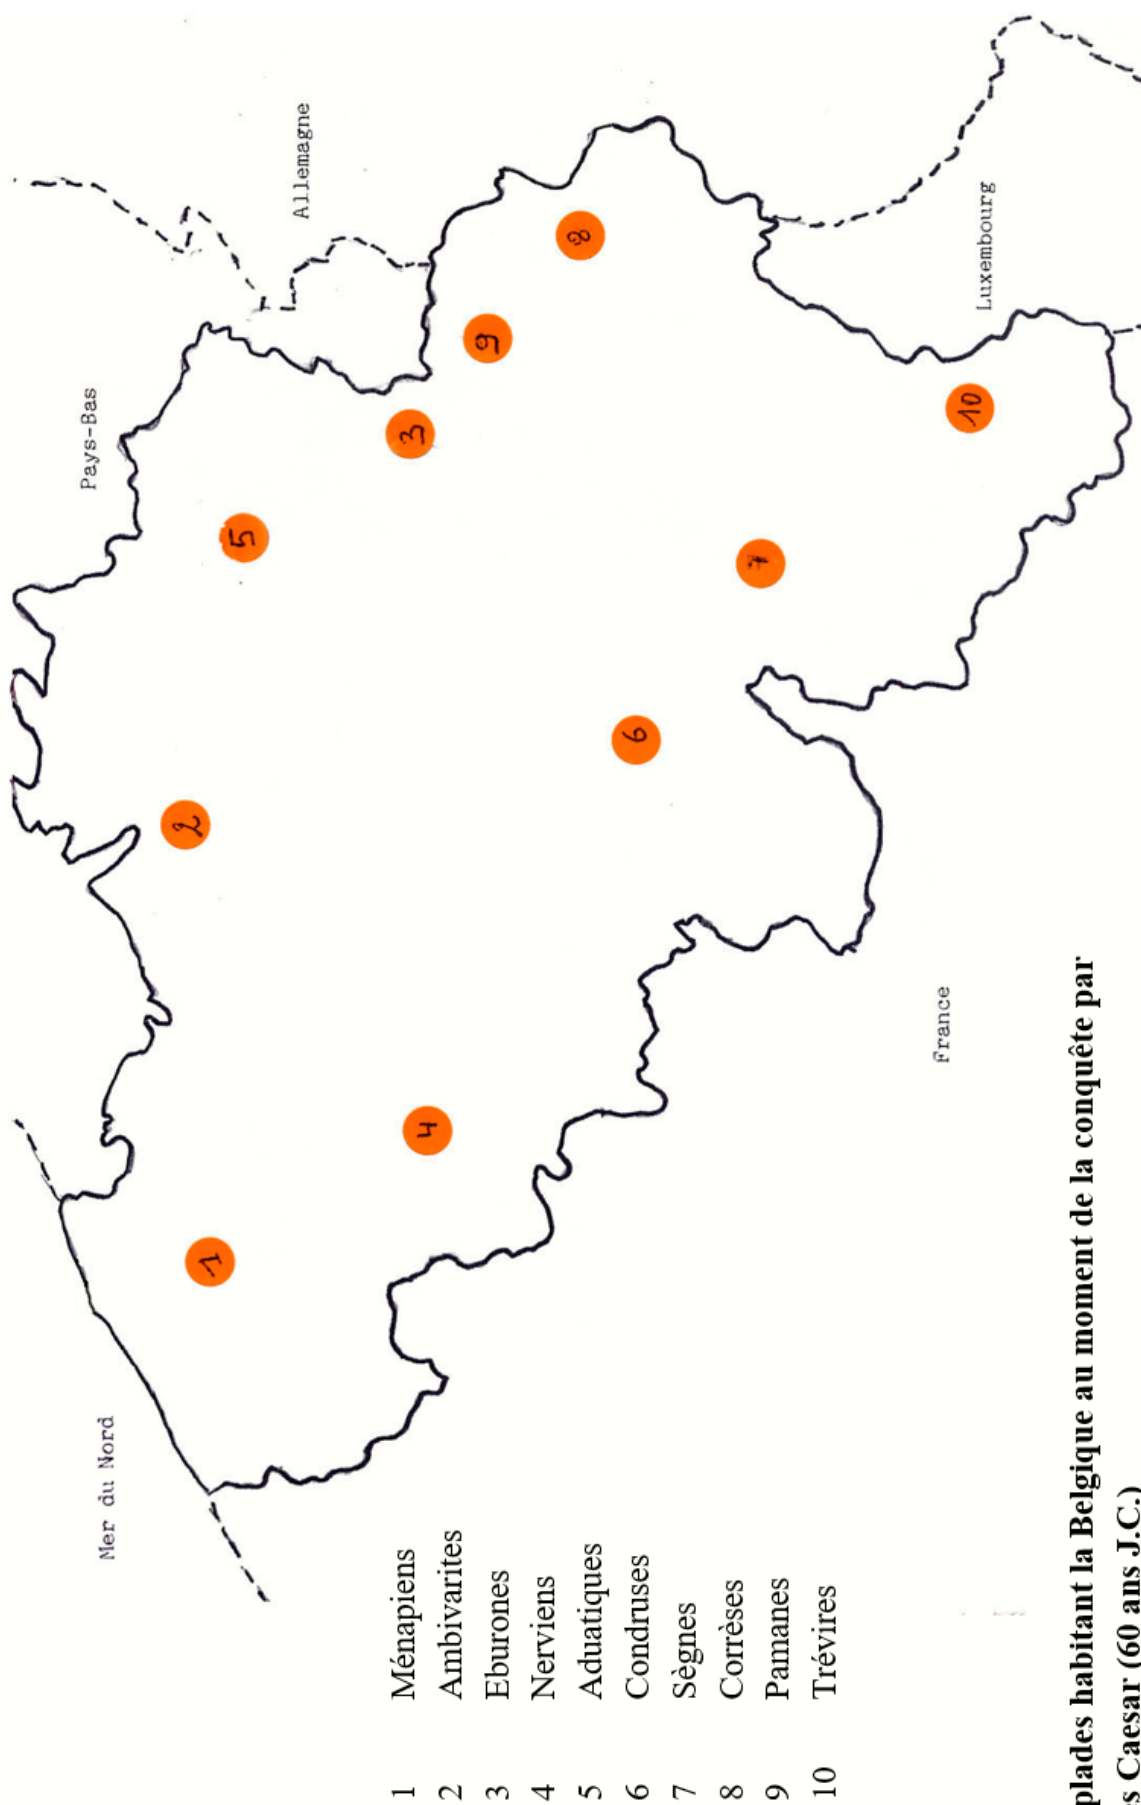 Mer du Nord
Pays-Bas
Allemagne
Luxembourg
France
1
2
3
4
5
6
7
8
9
10
1 Ménapiens
2 Ambivarites
3 Eburones
4 Nerviens
5 Aduatiques
6 Condruses
7 Sègnes
8 Corrèses
9 Pamanes
10 Trévires
plades habitant la Belgique au moment de la conquête par
es Caesar (60 ans J.C.)